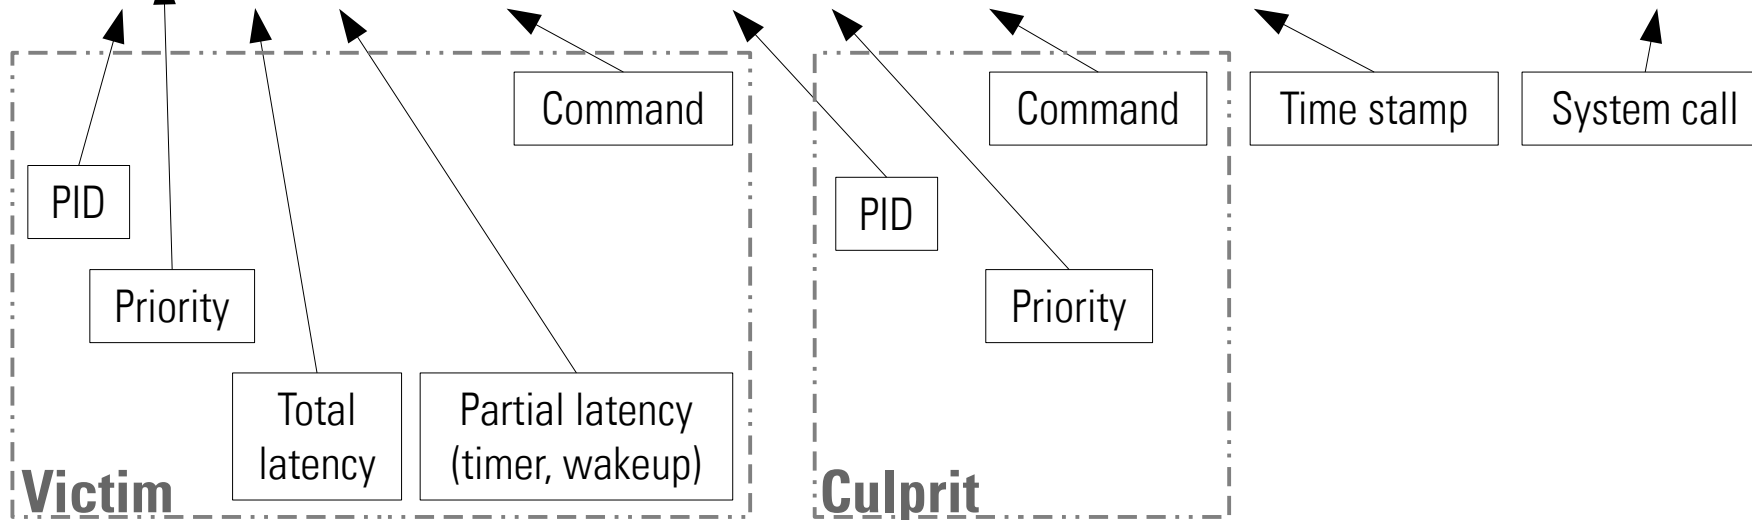 Command
Command
Time stamp
System call
PID
PID
Priority
Priority
Total
latency
Partial latency
(timer, wakeup)
Victim
Culprit